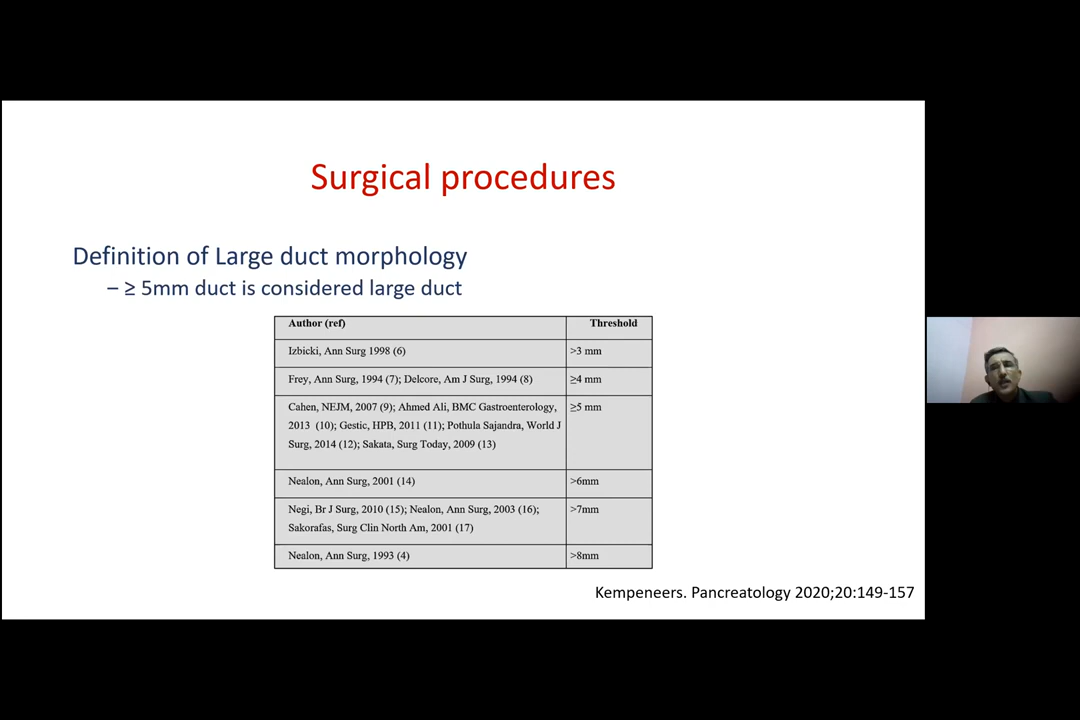 Surgical procedures
Definition of Large duct morphology
– ≥ 5mm duct is considered large duct
Author (ref) Threshold
Izbicki, Ann Surg 1998 (6) >3 mm
Frey, Ann Surg, 1994 (7); Delcore, Am J Surg, 1994 (8) ≥4 mm
Cahen, NEJM, 2007 (9); Ahmed Ali, BMC Gastroenterology, ≥5 mm
2013 (10); Gestic, HPB, 2011 (11); Pothula Sajandra, World J
Surg, 2014 (12); Sakata, Surg Today, 2009 (13)
Nealon, Ann Surg, 2001 (14) >6mm
Negi, Br J Surg, 2010 (15); Nealon, Ann Surg, 2003 (16); >7mm
Sakorafas, Surg Clin North Am, 2001 (17)
Nealon, Ann Surg, 1993 (4) >8mm
Kempeneers. Pancreatology 2020;20:149-157